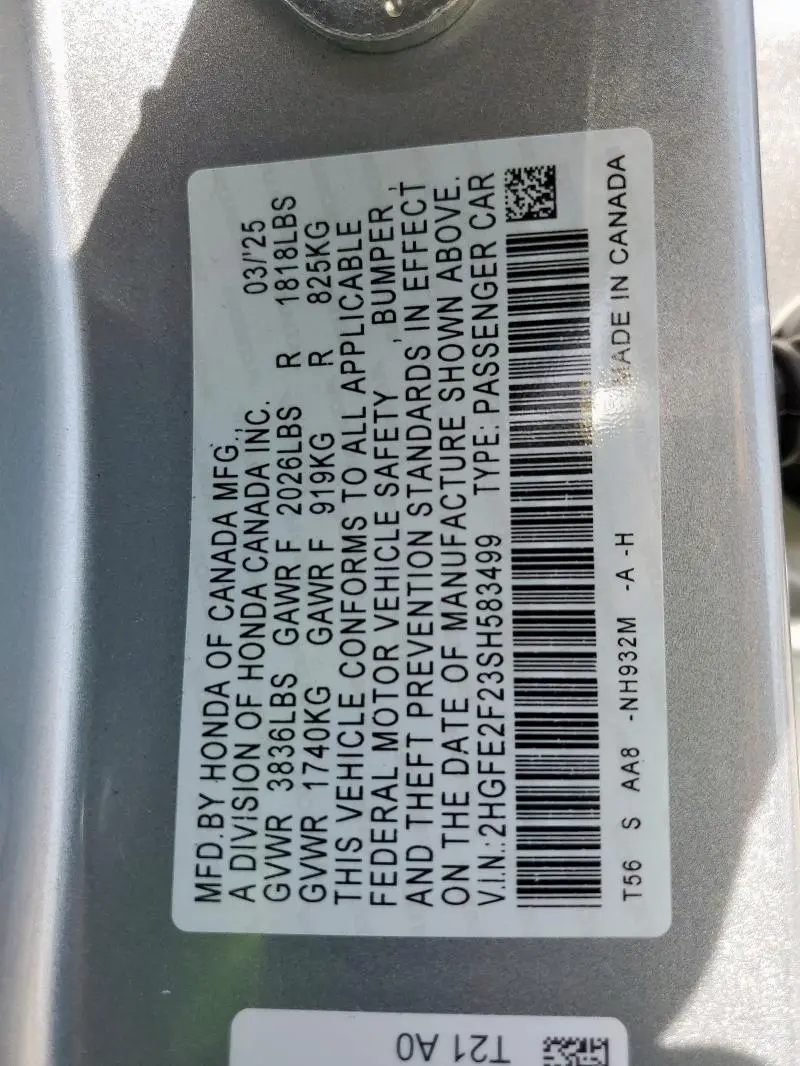 MFD.BY HONDA OF CANADA MFG.,
A DIVISION OF HONDA CANADA INC. 03/'25
GVWR 3836LBS GAWR F 2026LBS R 1818LBS
GVWR 1740KG GAWR F 919KG R 825KG
THIS VEHICLE CONFORMS TO ALL APPLICABLE
FEDERAL MOTOR VEHICLE SAFETY , BUMPER,
AND THEFT PREVENTION STANDARDS IN EFFECT
ON THE DATE OF MANUFACTURE SHOWN ABOVE.
V.I.N.:2HGFE2F23SH583499 TYPE: PASSENGER CAR
T56 S AA8 -NH932M -A -H MADE IN CANADA
T21 A0